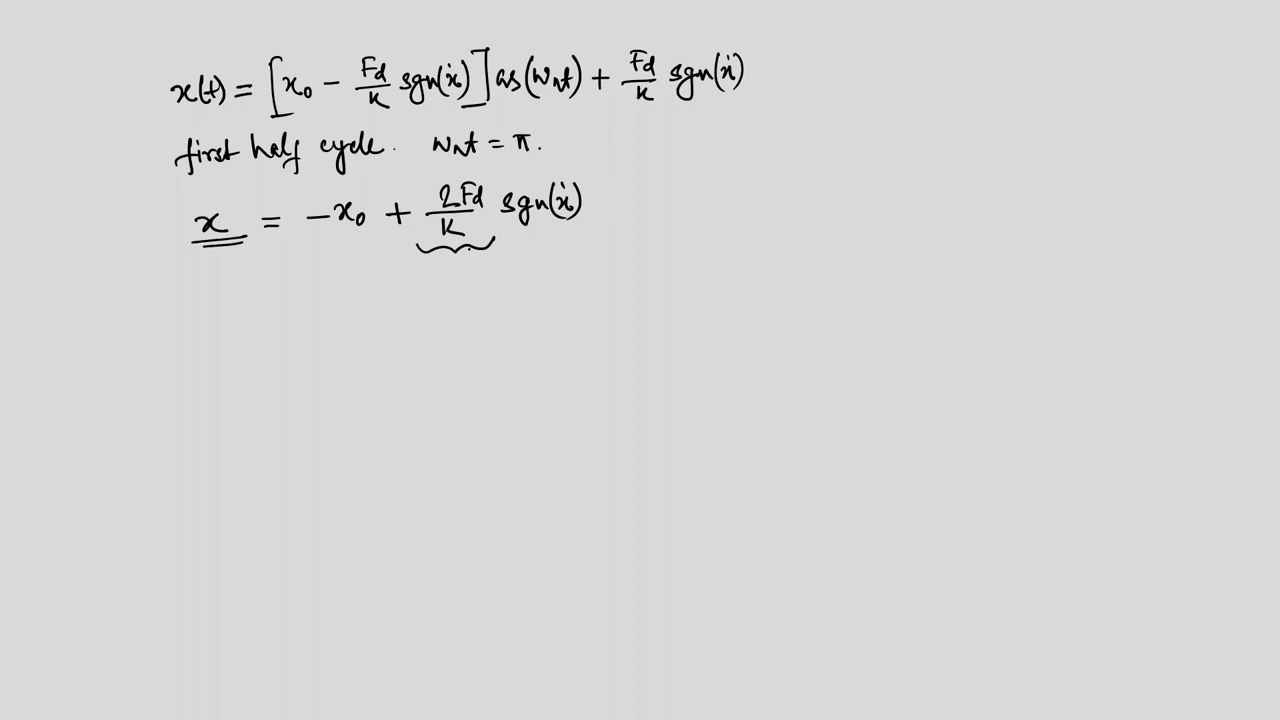 x(t) = [x₀ − Fd/K sgn(ẋ)] cos(ωₙt) + Fd/K sgn(ẋ)
first half cycle. ωₙt = π.
x = −x₀ + 2Fd/K sgn(ẋ)